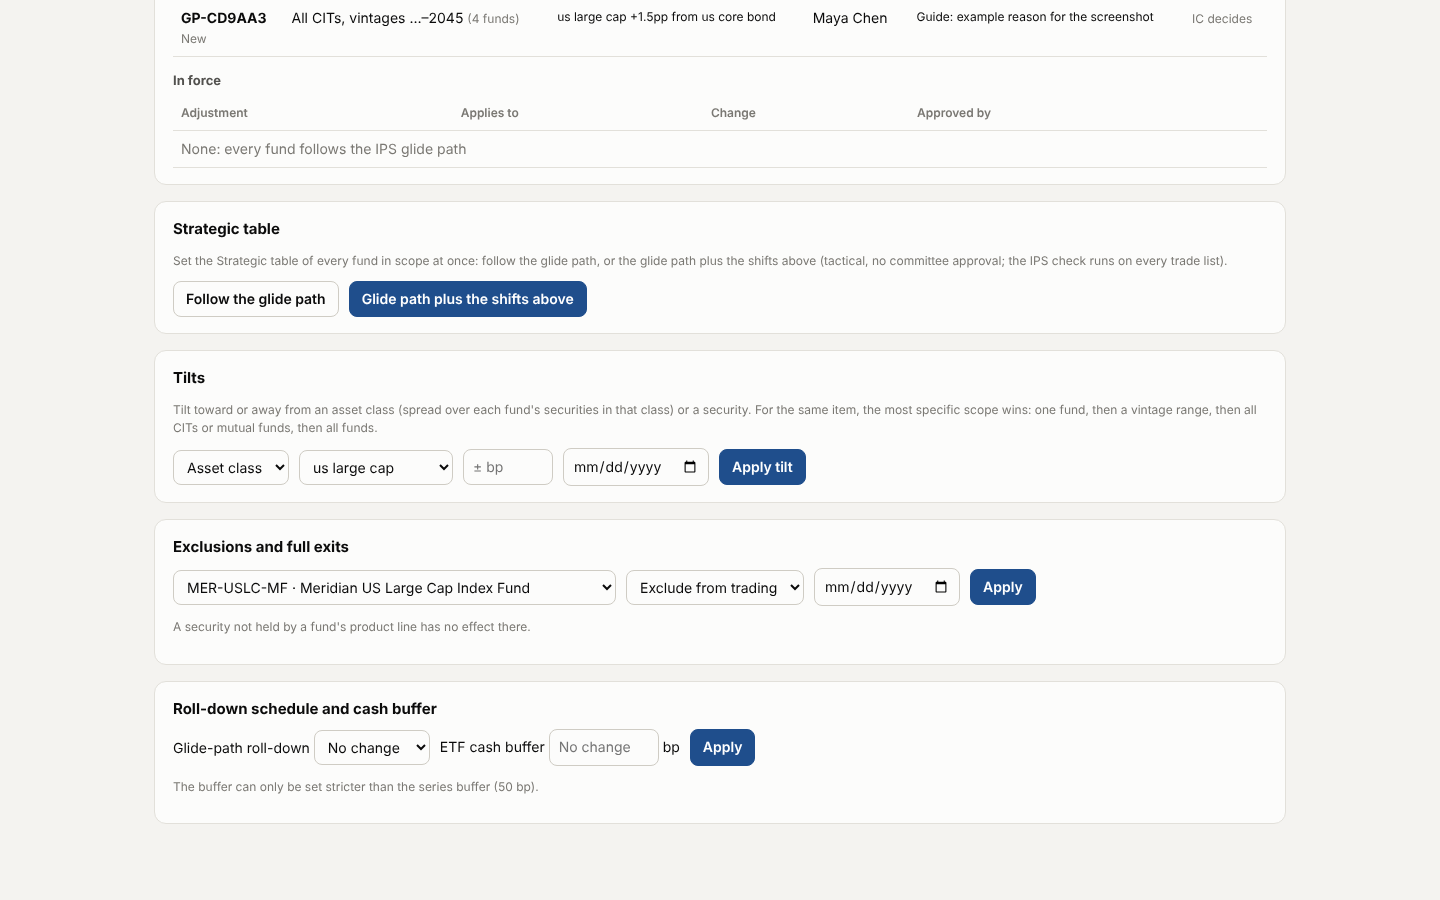 GP-CD9AA3 All CITs, vintages ...–2045 (4 funds) us large cap +1.5pp from us core bond Maya Chen Guide: example reason for the screenshot IC decides
New
In force
Adjustment Applies to Change Approved by
None: every fund follows the IPS glide path
Strategic table
Set the Strategic table of every fund in scope at once: follow the glide path, or the glide path plus the shifts above (tactical, no committee approval; the IPS check runs on every trade list).
Follow the glide path Glide path plus the shifts above
Tilts
Tilt toward or away from an asset class (spread over each fund's securities in that class) or a security. For the same item, the most specific scope wins: one fund, then a vintage range, then all
CITs or mutual funds, then all funds.
Asset class us large cap ± bp mm/dd/yyyy Apply tilt
Exclusions and full exits
MER-USLC-MF · Meridian US Large Cap Index Fund Exclude from trading mm/dd/yyyy Apply
A security not held by a fund's product line has no effect there.
Roll-down schedule and cash buffer
Glide-path roll-down No change ETF cash buffer No change bp Apply
The buffer can only be set stricter than the series buffer (50 bp).